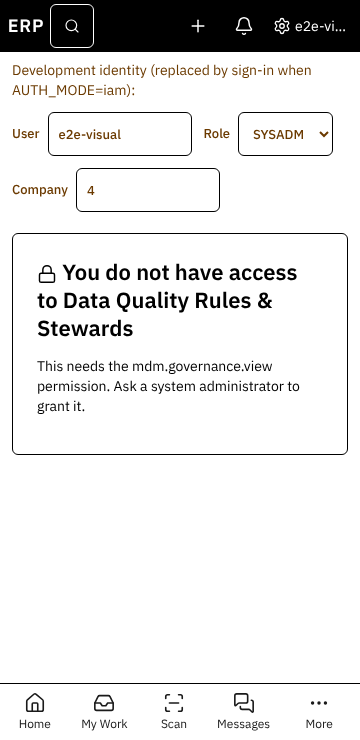 ERP
e2e-vi...
Development identity (replaced by sign-in when
AUTH_MODE=iam):
User e2e-visual Role SYSADM
Company 4
You do not have access
to Data Quality Rules &
Stewards
This needs the mdm.governance.view
permission. Ask a system administrator to
grant it.
Home My Work Scan Messages More